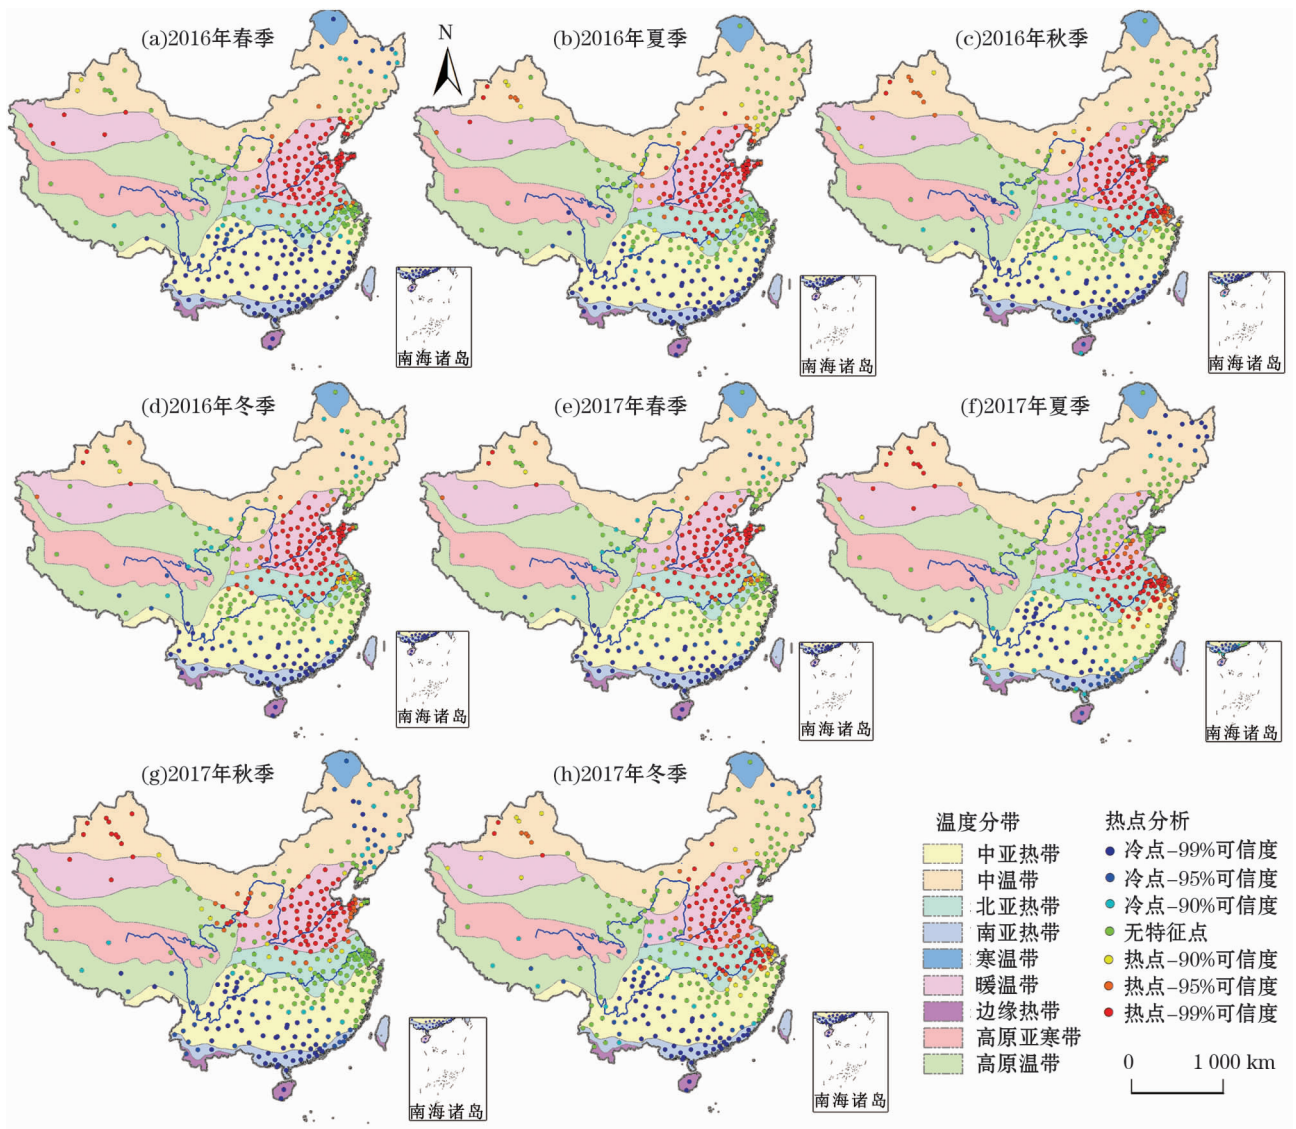 (a)2016年春季
N
(b)2016年夏季
(c)2016年秋季
南海诸岛
南海诸岛
南海诸岛
(d)2016年冬季
(e)2017年春季
(f)2017年夏季
南海诸岛
南海诸岛
南海诸岛
(g)2017年秋季
(h)2017年冬季
南海诸岛
南海诸岛
温度分带
中亚热带
中温带
北亚热带
南亚热带
寒温带
暖温带
边缘热带
高原亚寒带
高原温带
热点分析
冷点-99%可信度
冷点-95%可信度
冷点-90%可信度
无特征点
热点-90%可信度
热点-95%可信度
热点-99%可信度
0 1 000 km